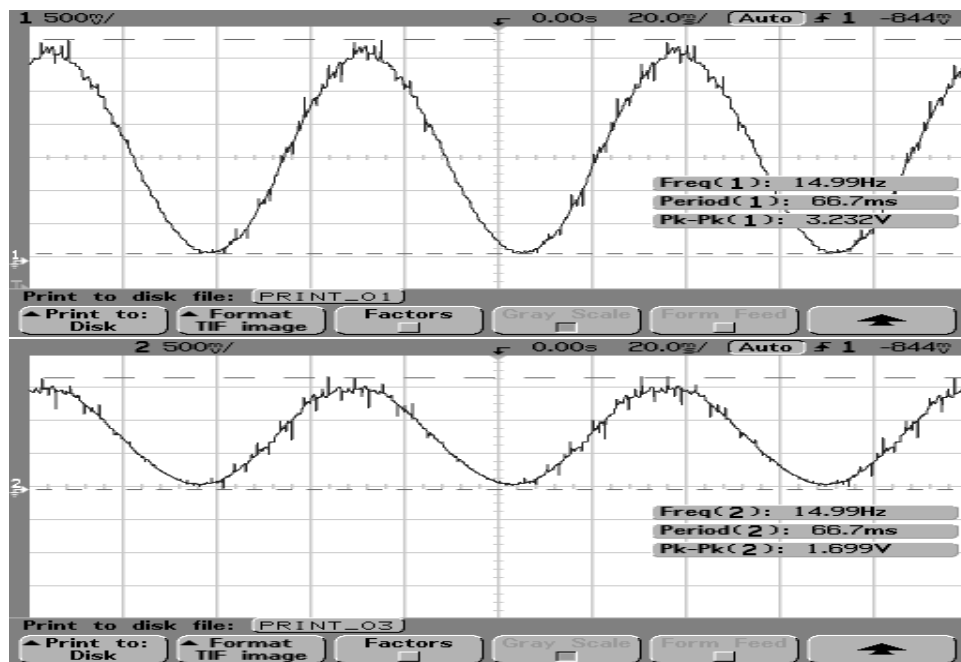 1 500mV/ 0.00s 20.0ms/ Auto 1 -844mV
Freq(1): 14.99Hz
Period(1): 66.7ms
Pk-Pk(1): 3.232V
1
Print to disk file: PRINT_01
Print to: Disk
Format TIF image
Factors
Gray Scale
Form Feed
2 500mV/ 0.00s 20.0ms/ Auto 1 -844mV
2
Freq(2): 14.99Hz
Period(2): 66.7ms
Pk-Pk(2): 1.699V
Print to disk file: PRINT_03
Print to: Disk
Format TIF image
Factors
Gray Scale
Form Feed